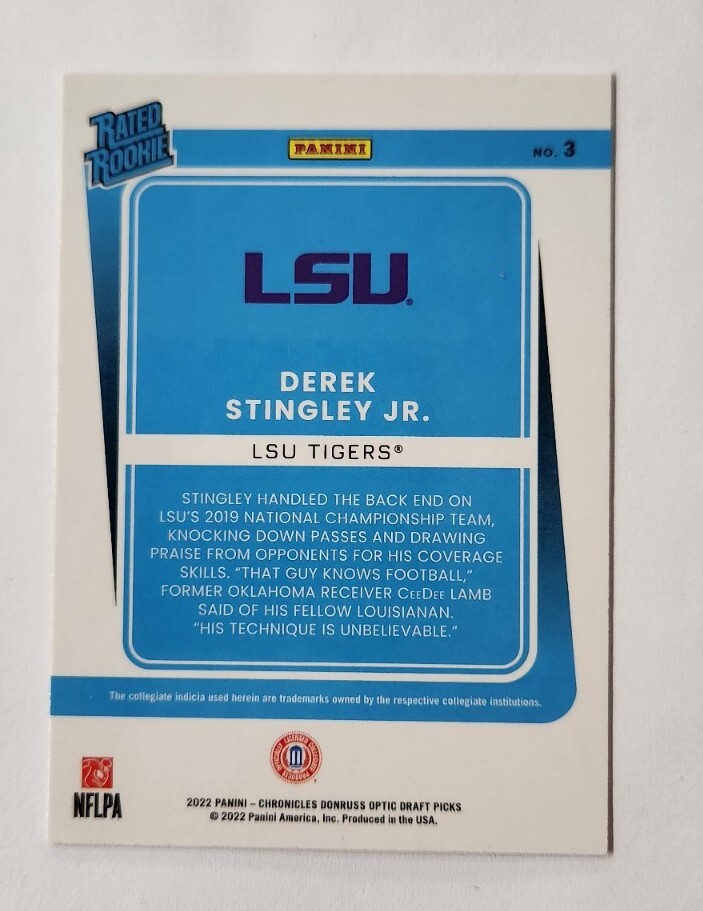 RATED
ROOKIE
PANINI
NO. 3
LSU®
DEREK
STINGLEY JR.
LSU TIGERS®
STINGLEY HANDLED THE BACK END ON
LSU'S 2019 NATIONAL CHAMPIONSHIP TEAM,
KNOCKING DOWN PASSES AND DRAWING
PRAISE FROM OPPONENTS FOR HIS COVERAGE
SKILLS. "THAT GUY KNOWS FOOTBALL,"
FORMER OKLAHOMA RECEIVER CEEDEE LAMB
SAID OF HIS FELLOW LOUISIANAN.
"HIS TECHNIQUE IS UNBELIEVABLE."
The collegiate indicia used herein are trademarks owned by the respective collegiate institutions.
OFFICIALLY LICENSED COLLEGIATE PRODUCTS
NFLPA
2022 PANINI – CHRONICLES DONRUSS OPTIC DRAFT PICKS
© 2022 Panini America, Inc. Produced in the USA.